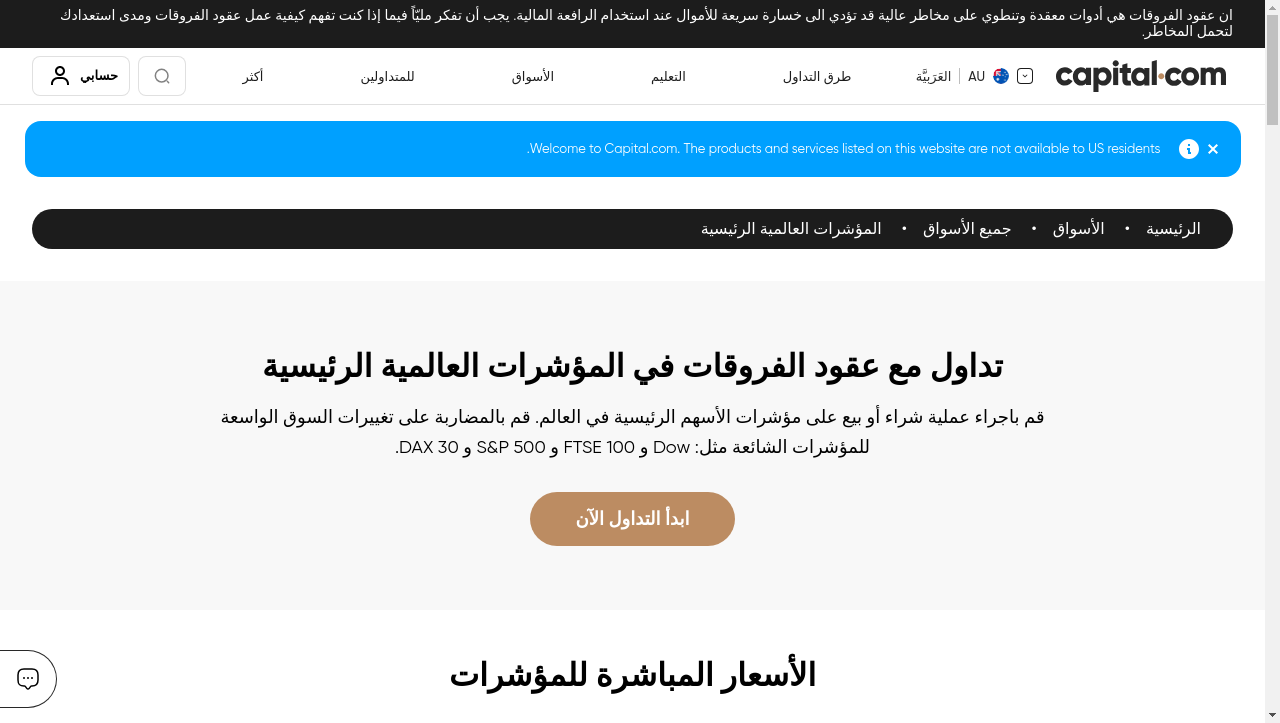 ان عقود الفروقات هي أدوات معقدة وتنطوي على مخاطر عالية قد تؤدي الى خسارة سريعة للأموال عند استخدام الرافعة المالية. يجب أن تفكر مليّاً فيما إذا كنت تفهم كيفية عمل عقود الفروقات ومدى استعدادك
لتحمل المخاطر.
capital.com
AU العَرَبيَّة
طرق التداول
التعليم
الأسواق
للمتداولين
أكثر
حسابي
Welcome to Capital.com. The products and services listed on this website are not available to US residents.
الرئيسية • الأسواق • جميع الأسواق • المؤشرات العالمية الرئيسية
تداول مع عقود الفروقات في المؤشرات العالمية الرئيسية
قم باجراء عملية شراء أو بيع على مؤشرات الأسهم الرئيسية في العالم. قم بالمضاربة على تغييرات السوق الواسعة
للمؤشرات الشائعة مثل: Dow و FTSE 100 و S&P 500 و DAX 30.
ابدأ التداول الآن
الأسعار المباشرة للمؤشرات